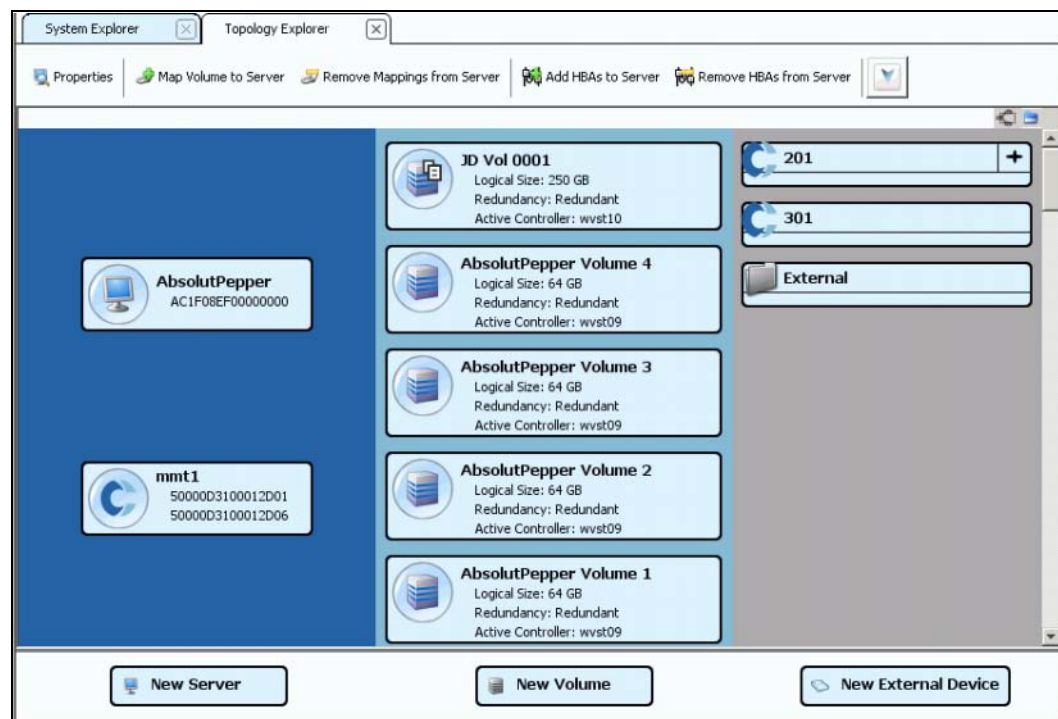 System Explorer
Topology Explorer
Properties
Map Volume to Server
Remove Mappings from Server
Add HBAs to Server
Remove HBAs from Server
AbsolutPepper
AC1F08EF00000000
mmt1
50000D3100012D01
50000D3100012D06
JD Vol 0001
Logical Size: 250 GB
Redundancy: Redundant
Active Controller: wvst10
AbsolutPepper Volume 4
Logical Size: 64 GB
Redundancy: Redundant
Active Controller: wvst09
AbsolutPepper Volume 3
Logical Size: 64 GB
Redundancy: Redundant
Active Controller: wvst09
AbsolutPepper Volume 2
Logical Size: 64 GB
Redundancy: Redundant
Active Controller: wvst09
AbsolutPepper Volume 1
Logical Size: 64 GB
Redundancy: Redundant
Active Controller: wvst09
201
301
External
New Server
New Volume
New External Device